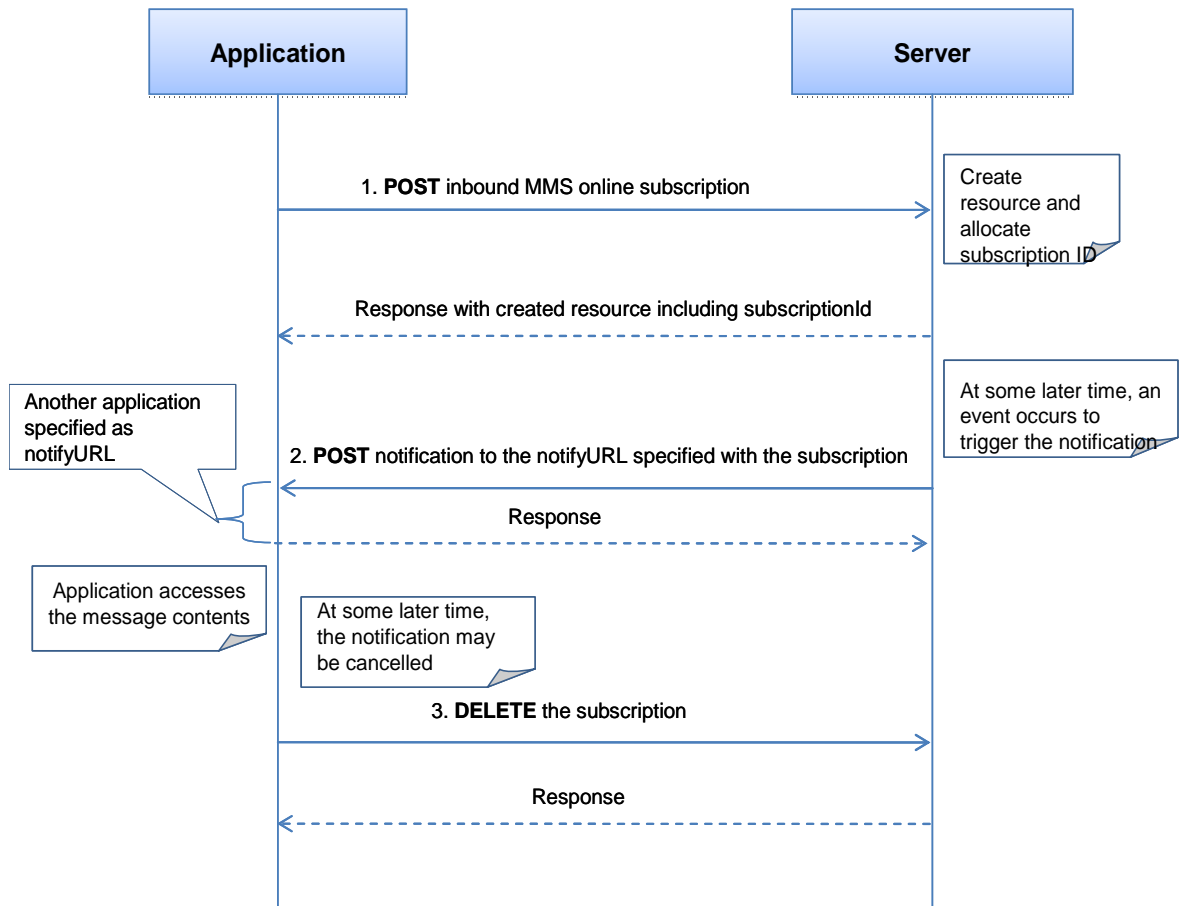 Application
Server
1. POST inbound MMS online subscription
Create
resource and
allocate
subscription ID
Response with created resource including subscriptionId
At some later time, an
event occurs to
trigger the notification
Another application
specified as
notifyURL
2. POST notification to the notifyURL specified with the subscription
Response
Application accesses
the message contents
At some later time,
the notification may
be cancelled
3. DELETE the subscription
Response